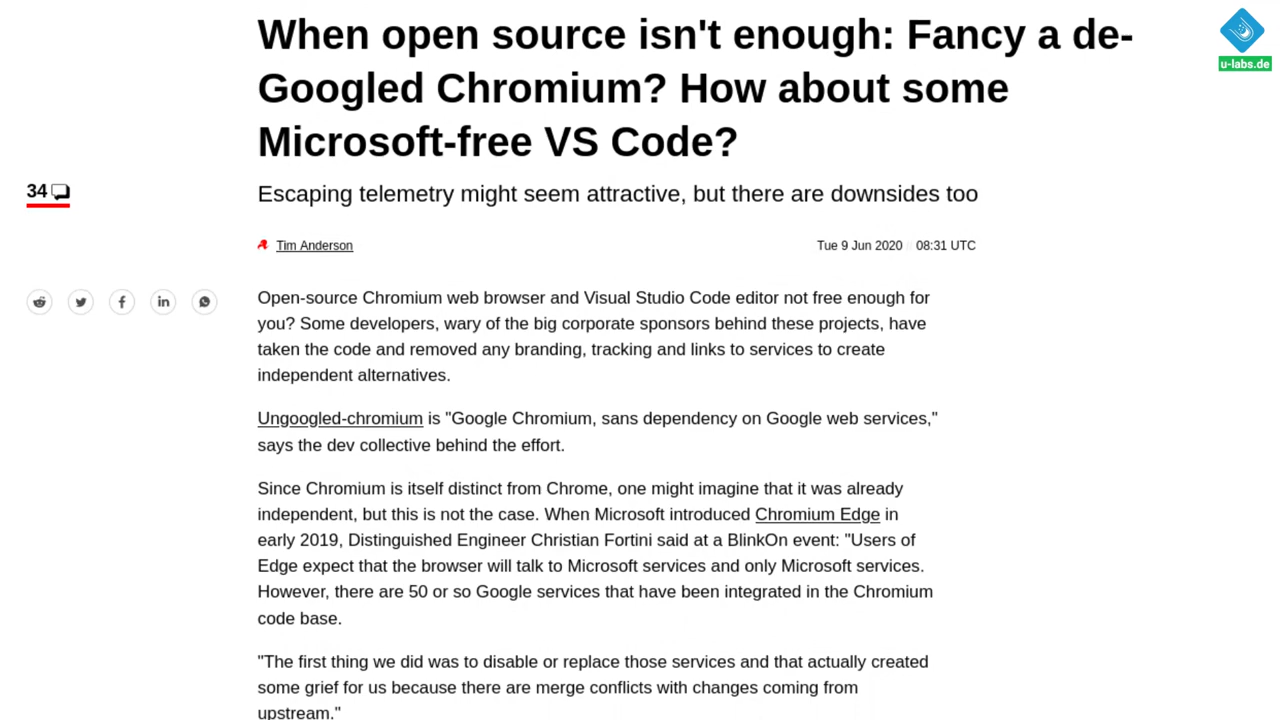 When open source isn't enough: Fancy a de-
Googled Chromium? How about some
Microsoft-free VS Code?
u-labs.de
34
Escaping telemetry might seem attractive, but there are downsides too
Tim Anderson
Tue 9 Jun 2020 / 08:31 UTC
Open-source Chromium web browser and Visual Studio Code editor not free enough for
you? Some developers, wary of the big corporate sponsors behind these projects, have
taken the code and removed any branding, tracking and links to services to create
independent alternatives.
Ungoogled-chromium is "Google Chromium, sans dependency on Google web services,"
says the dev collective behind the effort.
Since Chromium is itself distinct from Chrome, one might imagine that it was already
independent, but this is not the case. When Microsoft introduced Chromium Edge in
early 2019, Distinguished Engineer Christian Fortini said at a BlinkOn event: "Users of
Edge expect that the browser will talk to Microsoft services and only Microsoft services.
However, there are 50 or so Google services that have been integrated in the Chromium
code base.
"The first thing we did was to disable or replace those services and that actually created
some grief for us because there are merge conflicts with changes coming from
upstream."